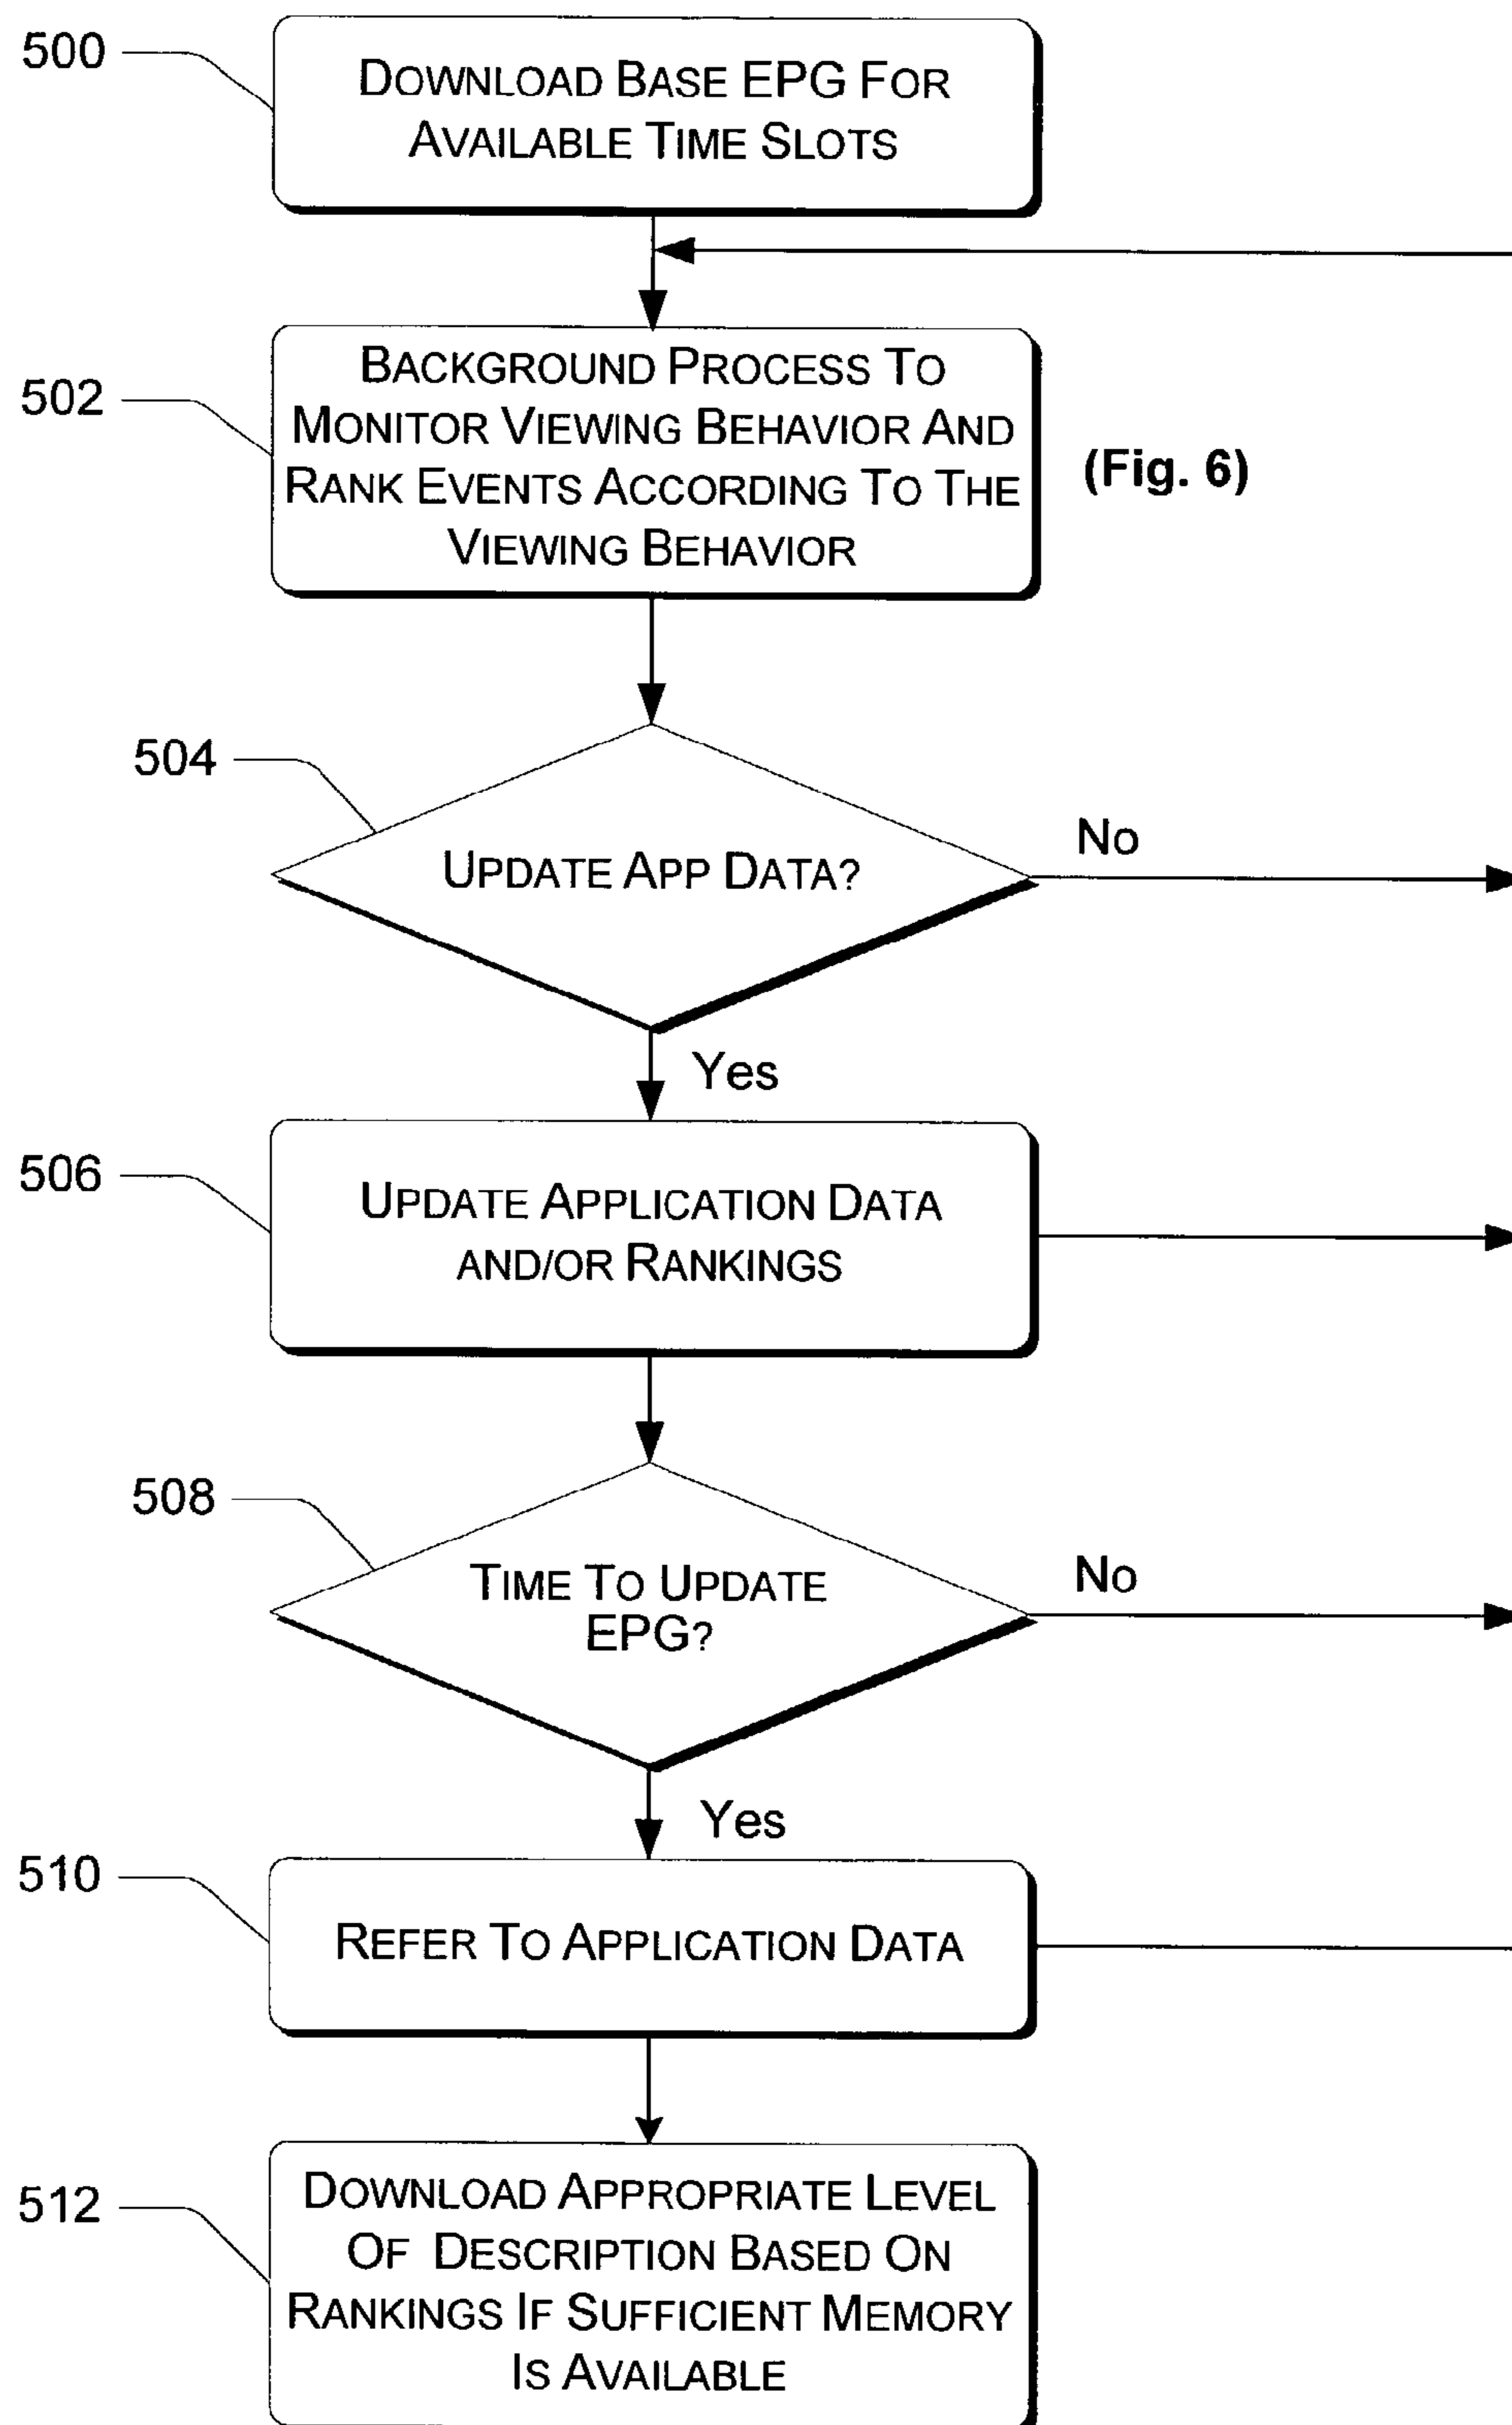 500
DOWNLOAD BASE EPG FOR
AVAILABLE TIME SLOTS
502
BACKGROUND PROCESS TO
MONITOR VIEWING BEHAVIOR AND
RANK EVENTS ACCORDING TO THE
VIEWING BEHAVIOR
(Fig. 6)
504
UPDATE APP DATA?
No
Yes
506
UPDATE APPLICATION DATA
AND/OR RANKINGS
508
TIME TO UPDATE
EPG?
No
Yes
510
REFER TO APPLICATION DATA
512
DOWNLOAD APPROPRIATE LEVEL
OF DESCRIPTION BASED ON
RANKINGS IF SUFFICIENT MEMORY
IS AVAILABLE